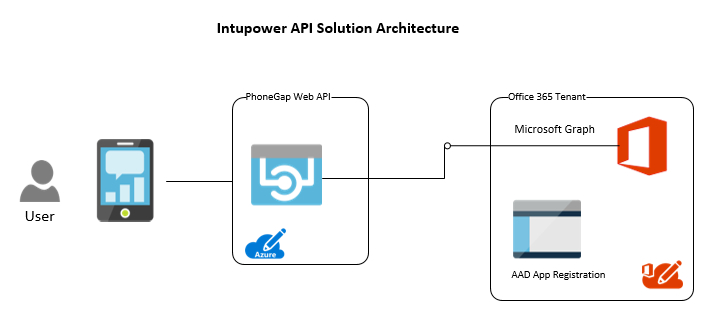 Intupower API Solution Architecture
PhoneGap Web API
Office 365 Tenant
Microsoft Graph
User
Azure
AAD App Registration